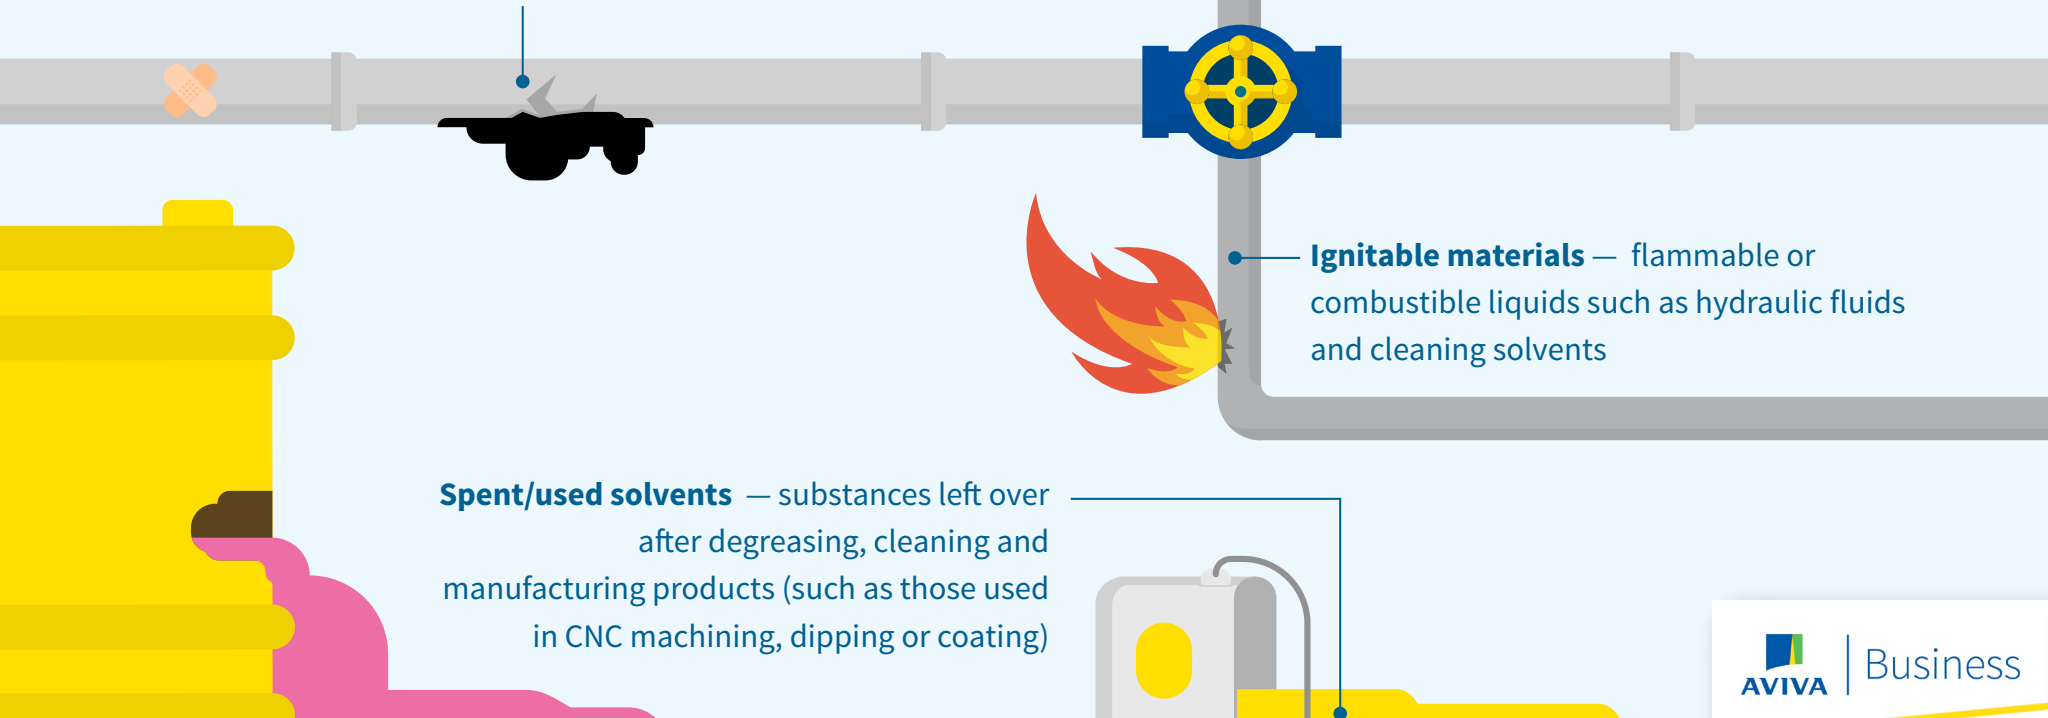 Ignitable materials — flammable or
combustible liquids such as hydraulic fluids
and cleaning solvents
Spent/used solvents — substances left over
after degreasing, cleaning and
manufacturing products (such as those used
in CNC machining, dipping or coating)
AVIVA Business